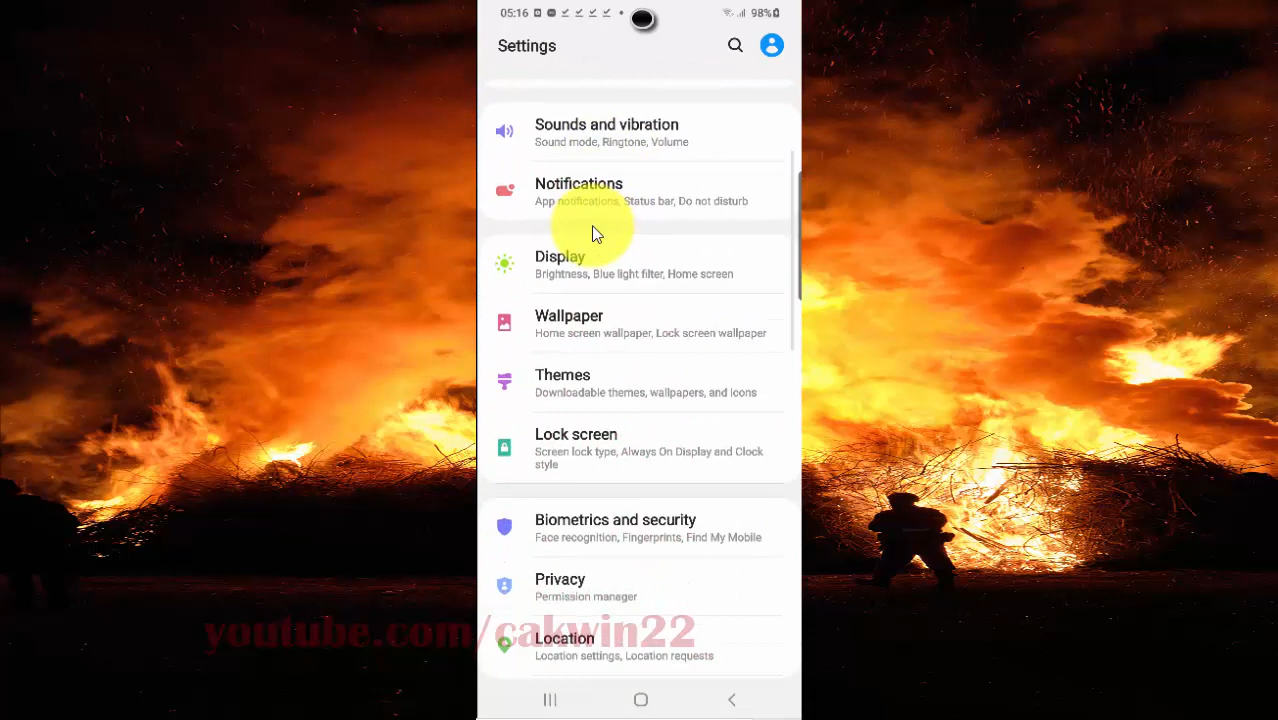 05:16 98%
Settings
Sounds and vibration
Sound mode, Ringtone, Volume
Notifications
App notifications, Status bar, Do not disturb
Display
Brightness, Blue light filter, Home screen
Wallpaper
Home screen wallpaper, Lock screen wallpaper
Themes
Downloadable themes, wallpapers, and icons
Lock screen
Screen lock type, Always On Display and Clock
style
Biometrics and security
Face recognition, Fingerprints, Find My Mobile
Privacy
Permission manager
youtube.com/cakwin22
Location
Location settings, Location requests